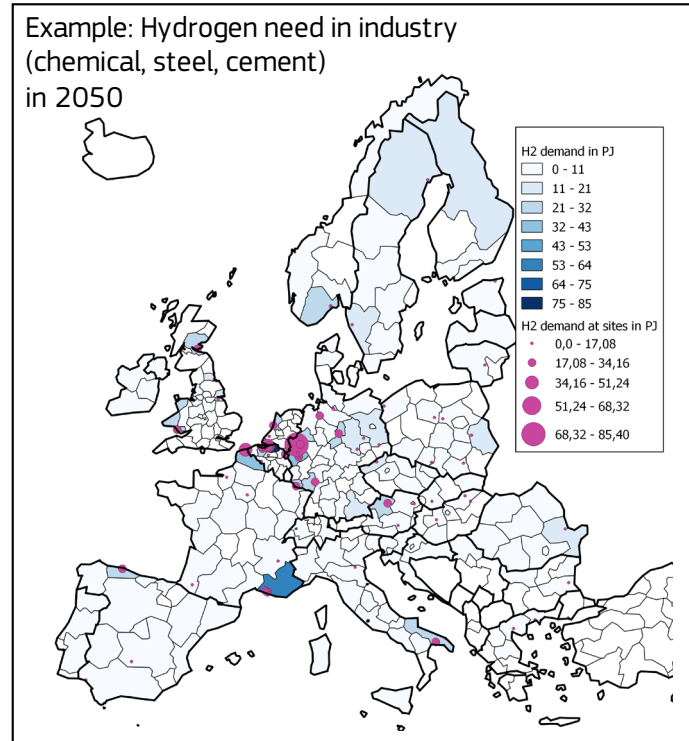 Example: Hydrogen need in industry
(chemical, steel, cement)
in 2050
H2 demand in PJ
0 - 11
11 - 21
21 - 32
32 - 43
43 - 53
53 - 64
64 - 75
75 - 85
H2 demand at sites in PJ
0,0 - 17,08
17,08 - 34,16
34,16 - 51,24
51,24 - 68,32
68,32 - 85,40